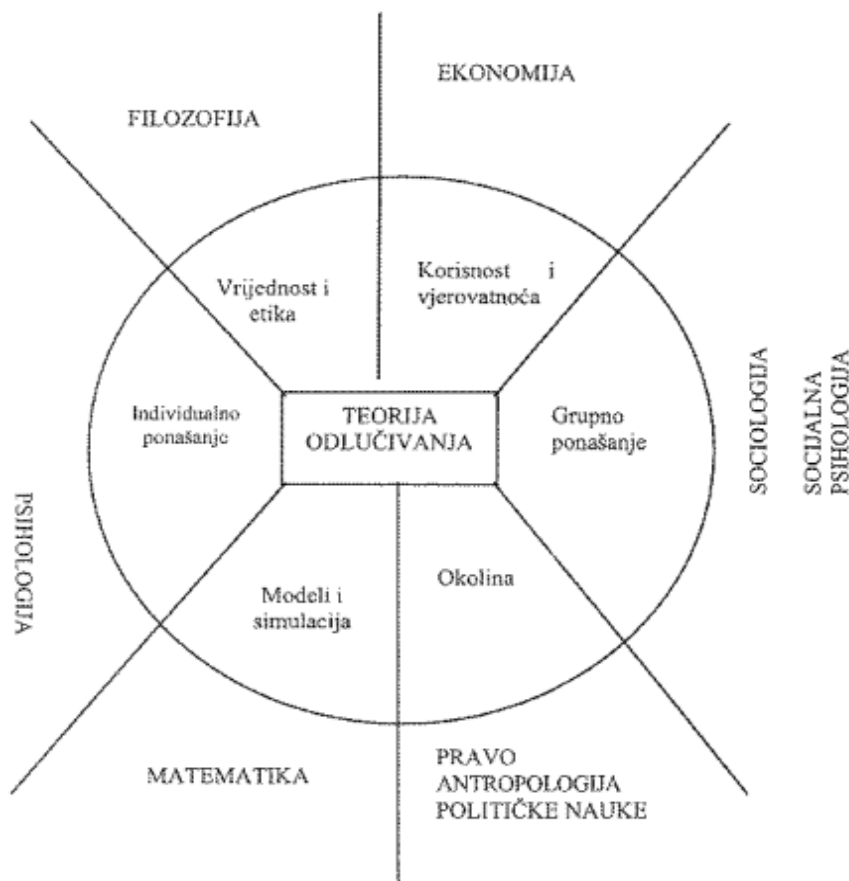 EKONOMIJA
FILOZOFIJA
Korisnost i
vjerovatnoća
Vrijednost i
etika
Individualno
ponašanje
TEORIJA
ODLUČIVANJA
Grupno
ponašanje
SOCIOLOGIJA
SOCIJALNA
PSIHOLOGIJA
PSIHOLOGIJA
Modeli i
simulacija
Okolina
MATEMATIKA
PRAVO
ANTROPOLOGIJA
POLITIČKE NAUKE